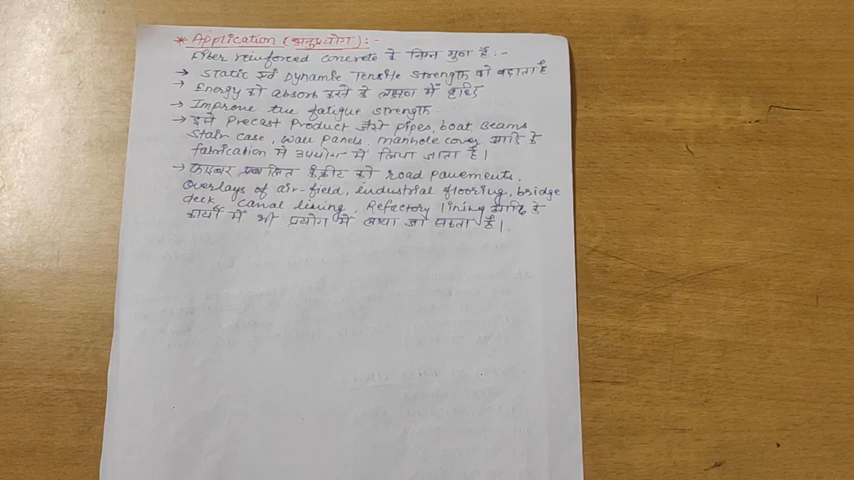 * Application (अनुप्रयोग) :-
Fiber reinforced concrete के निम्न गुण हैं :-
→ Static एवं Dynamic Tensile Strength को बढ़ाता है
→ Energy को absorb करने के लक्षण में वृद्धि
→ Improve the fatigue strength.
→ इसे Precast Product जैसे pipes, boat, Beams
Stair case, Wall Panels, manhole cover आदि के
fabrication में उपयोग में लिया जाता है।
→ फाइबर प्रबलित कंक्रीट को road pavements,
Overlays of air-field, industrial flooring, bridge
deck, Canal lining, Refactory lining आदि के
कार्यों में भी प्रयोग में लाया जा सकता है।